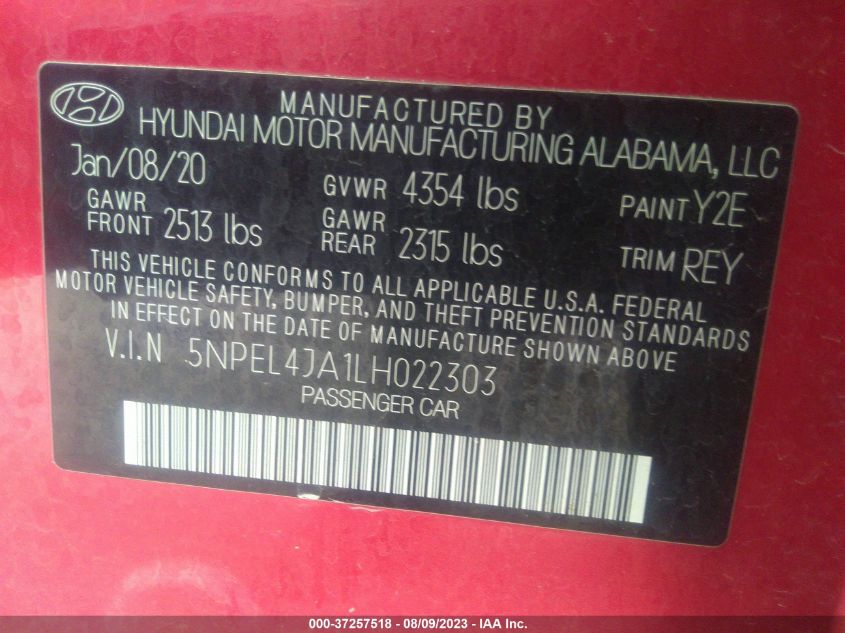 MANUFACTURED BY
HYUNDAI MOTOR MANUFACTURING ALABAMA, LLC
Jan/08/20 GVWR 4354 lbs PAINT Y2E
GAWR FRONT 2513 lbs GAWR REAR 2315 lbs TRIM REY
THIS VEHICLE CONFORMS TO ALL APPLICABLE U.S.A. FEDERAL
MOTOR VEHICLE SAFETY, BUMPER, AND THEFT PREVENTION STANDARDS
IN EFFECT ON THE DATE OF MANUFACTURE SHOWN ABOVE.
V.I.N 5NPEL4JA1LH022303
PASSENGER CAR
000-37257518 - 08/09/2023 - IAA Inc.